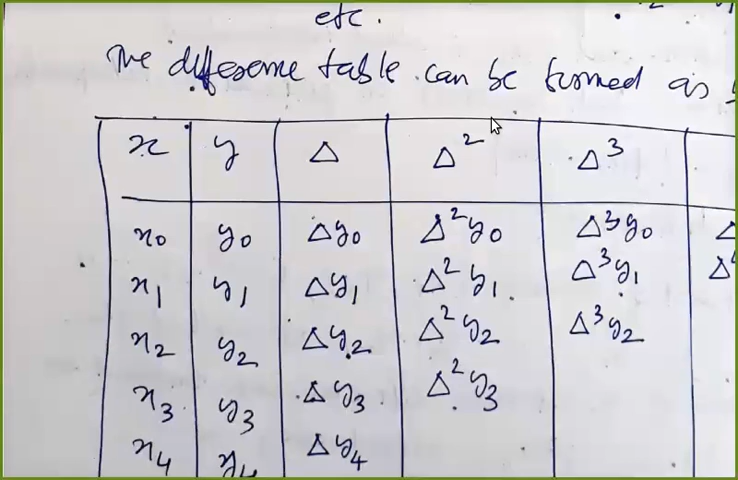 etc.
The difference table can be formed as
x y Δ Δ² Δ³
x₀ y₀ Δy₀ Δ²y₀ Δ³y₀
x₁ y₁ Δy₁ Δ²y₁ Δ³y₁
x₂ y₂ Δy₂ Δ²y₂ Δ³y₂
x₃ y₃ Δy₃ Δ²y₃
x₄ y₄ Δy₄